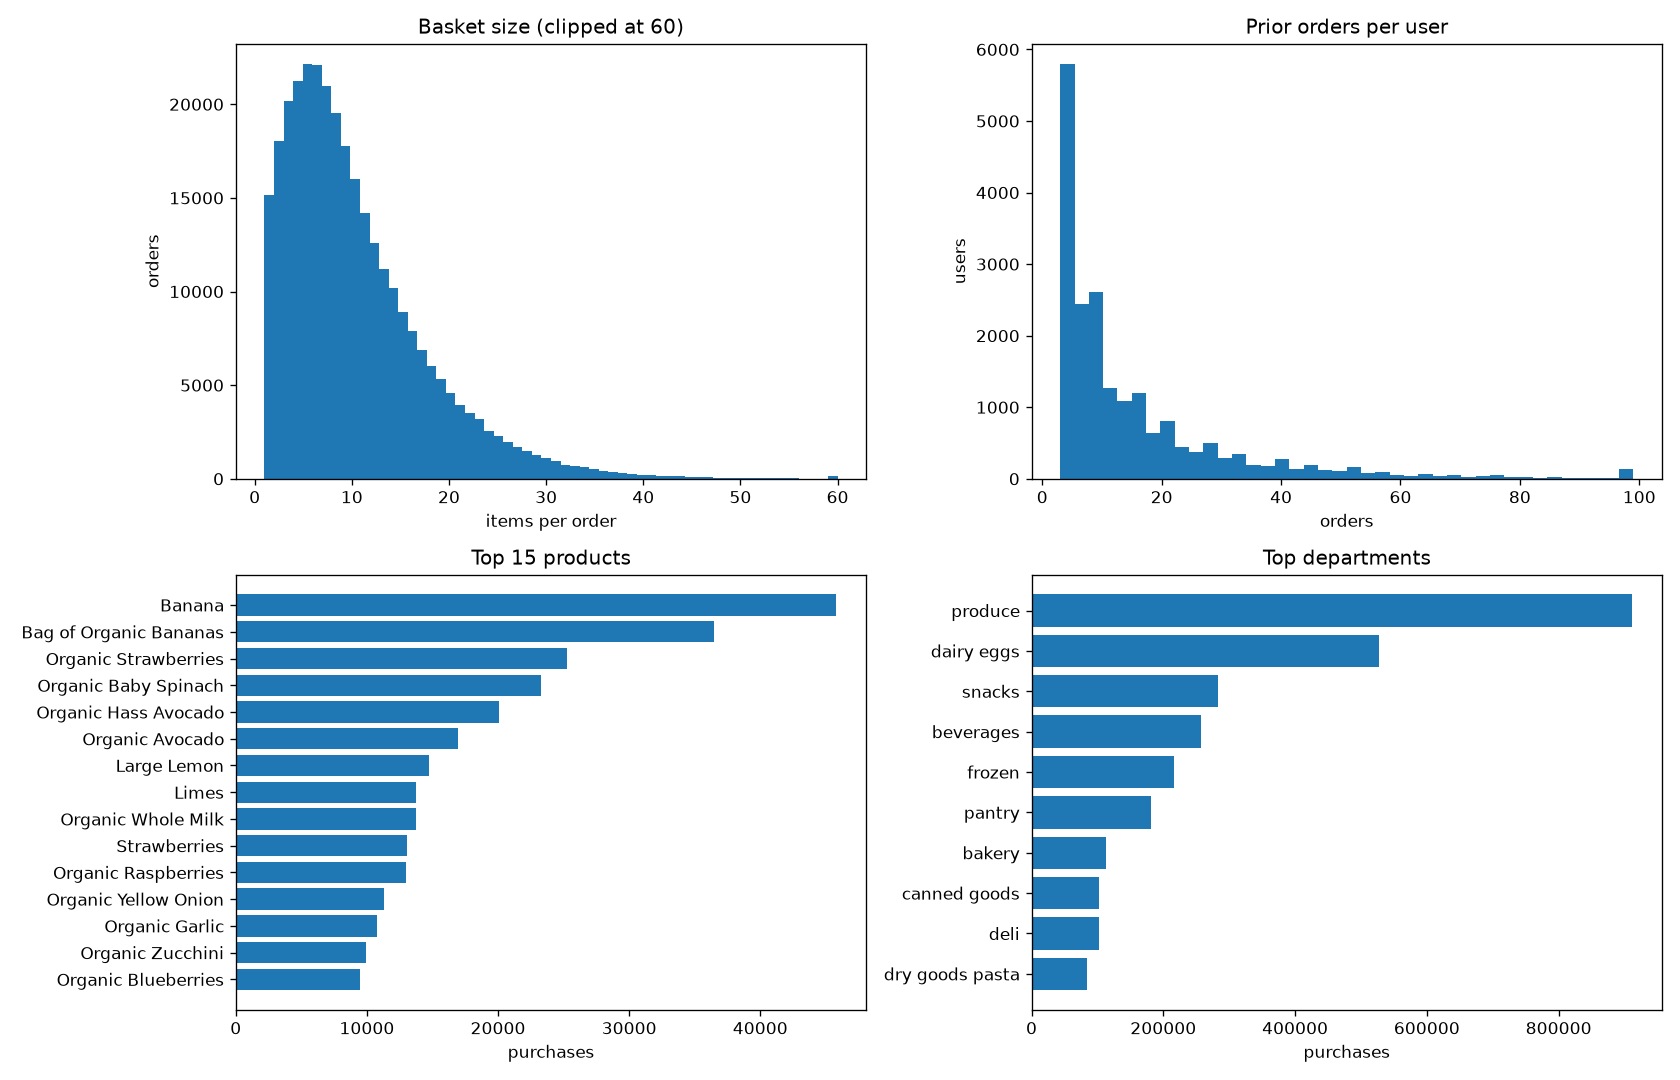 Basket size (clipped at 60)
20000
15000
10000
5000
0
orders
0 10 20 30 40 50 60
items per order
Prior orders per user
6000
5000
4000
3000
2000
1000
0
users
0 20 40 60 80 100
orders
Top 15 products
Banana
Bag of Organic Bananas
Organic Strawberries
Organic Baby Spinach
Organic Hass Avocado
Organic Avocado
Large Lemon
Limes
Organic Whole Milk
Strawberries
Organic Raspberries
Organic Yellow Onion
Organic Garlic
Organic Zucchini
Organic Blueberries
0 10000 20000 30000 40000
purchases
Top departments
produce
dairy eggs
snacks
beverages
frozen
pantry
bakery
canned goods
deli
dry goods pasta
0 200000 400000 600000 800000
purchases